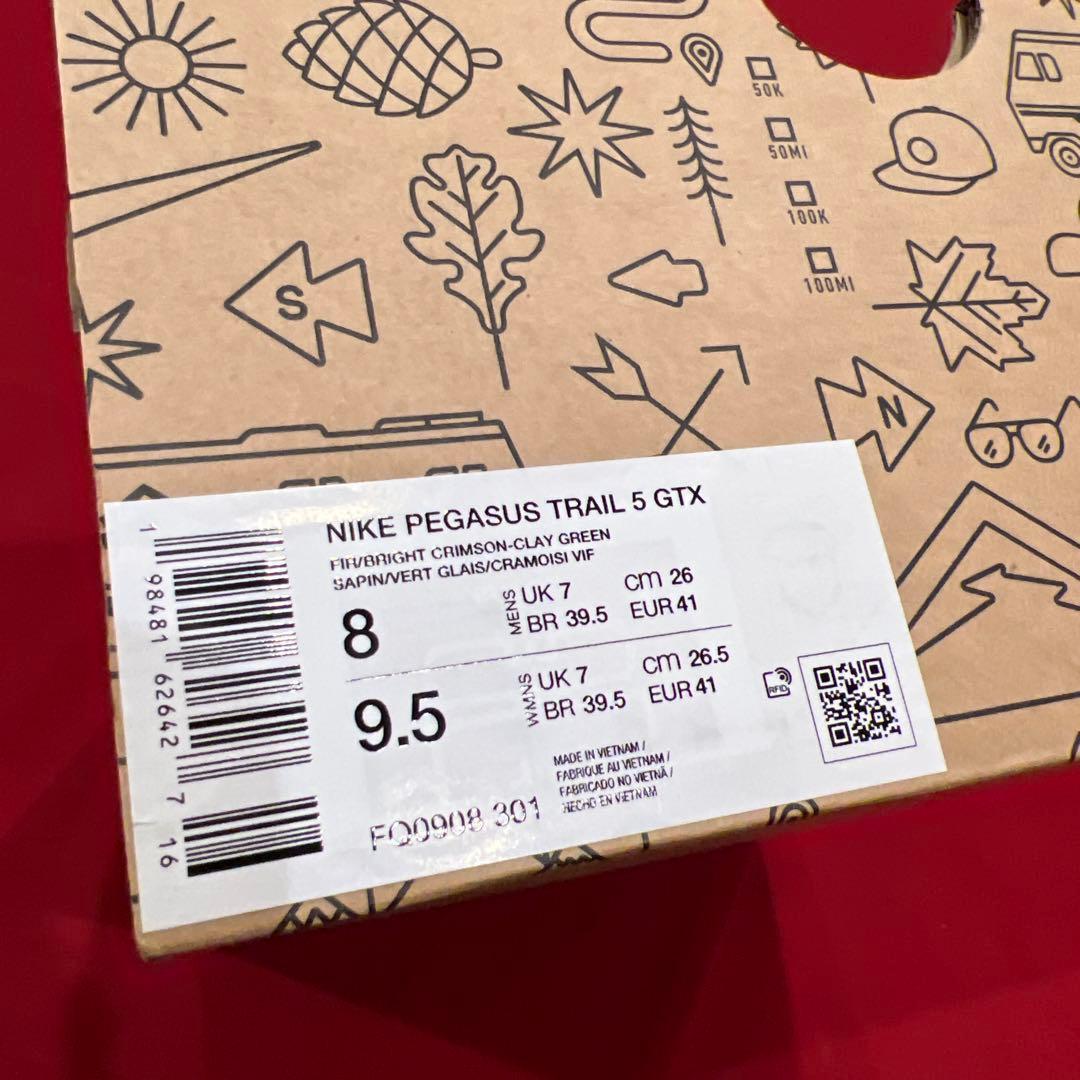 50K
50MI
100K
100MI
S
N
NIKE PEGASUS TRAIL 5 GTX
FIR/BRIGHT CRIMSON-CLAY GREEN
SAPIN/VERT GLAIS/CRAMOISI VIF
8
MENS
UK 7 CM 26
BR 39.5 EUR 41
9.5
WMNS
UK 7 CM 26.5
BR 39.5 EUR 41
RFID
MADE IN VIETNAM /
FABRIQUE AU VIETNAM /
FABRICADO NO VIETNÃ /
HECHO EN VIETNAM
FQ0908 301
1 98481 62642 7 16